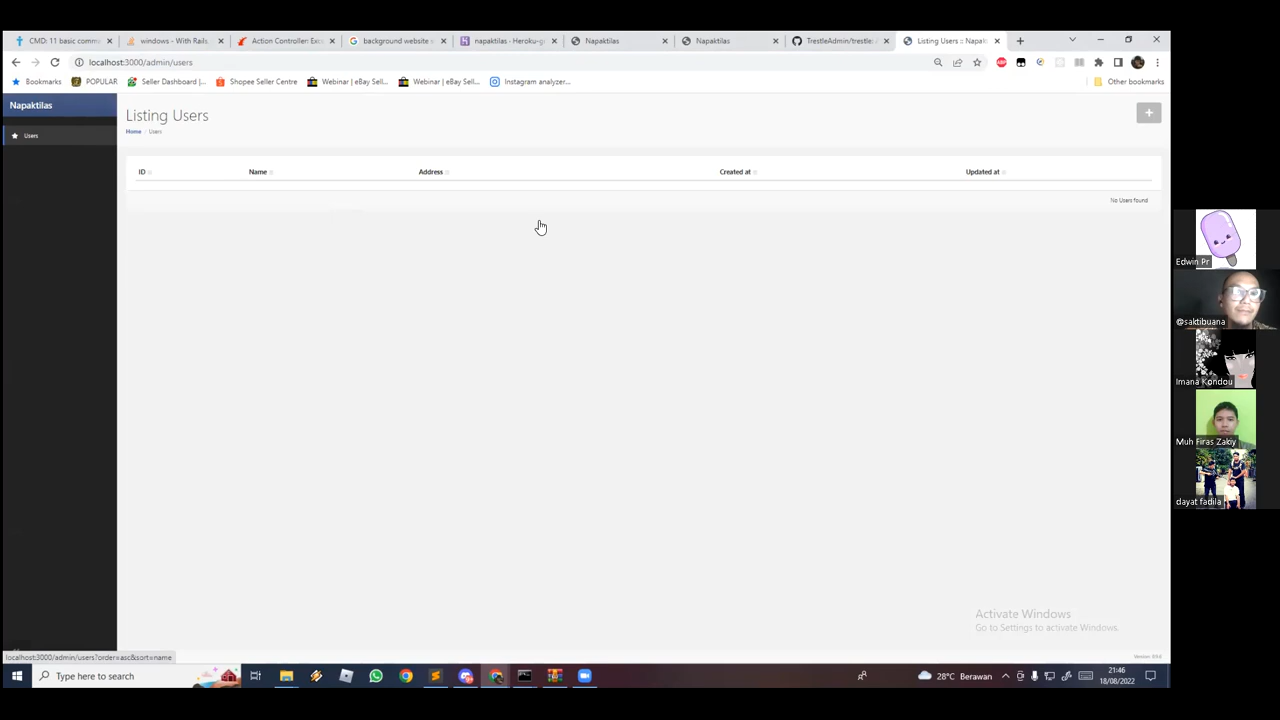 CMD: 11 basic comm
windows - With Rails,
Action Controller: Exc
background website s
napaktilas - Heroku-gi
Napaktilas
Napaktilas
TrestleAdmin/trestle: A
Listing Users :: Napak
localhost:3000/admin/users
Bookmarks
POPULAR
Seller Dashboard |...
Shopee Seller Centre
Webinar | eBay Sell...
Webinar | eBay Sell...
Instagram analyzer...
Other bookmarks
Napaktilas
Users
Listing Users
Home / Users
ID
Name
Address
Created at
Updated at
No Users found
Edwin Pr
@saktibuana
Imana Kondou
Muh Firas Zakiy
dayat fadila
Activate Windows
Go to Settings to activate Windows.
localhost:3000/admin/users?order=asc&sort=name
Type here to search
28°C Berawan
21:46
18/08/2022